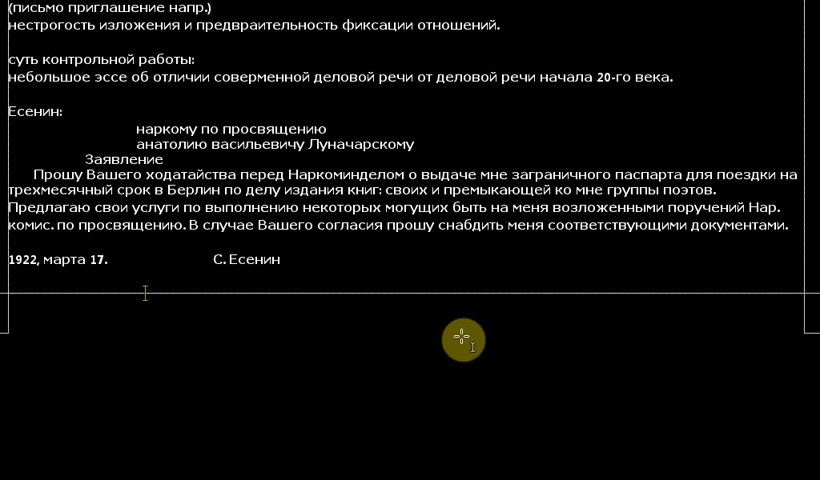 (письмо приглашение напр.)
нестрогость изложения и предвраительность фиксации отношений.
суть контрольной работы:
небольшое эссе об отличии соверменной деловой речи от деловой речи начала 20-го века.
Есенин:
наркому по просвящению
анатолию васильевичу Луначарскому
Заявление
Прошу Вашего ходатайства перед Наркоминделом о выдаче мне заграничного паспарта для поездки на
трехмесячный срок в Берлин по делу издания книг: своих и премыкающей ко мне группы поэтов.
Предлагаю свои услуги по выполнению некоторых могущих быть на меня возложенными поручений Нар.
комис. по просвящению. В случае Вашего согласия прошу снабдить меня соответствующими документами.
1922, марта 17. С. Есенин